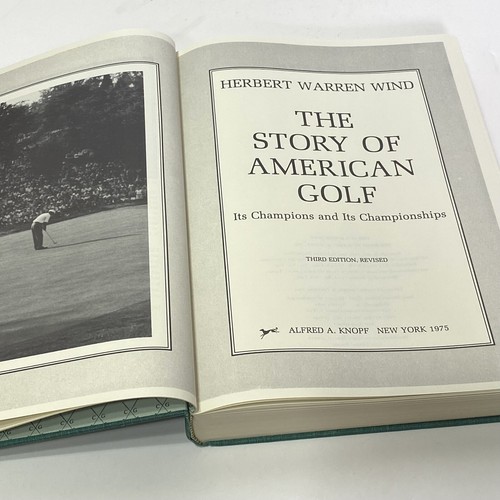 HERBERT WARREN WIND
THE
STORY OF
AMERICAN
GOLF
Its Champions and Its Championships
THIRD EDITION, REVISED
ALFRED A. KNOPF NEW YORK 1975